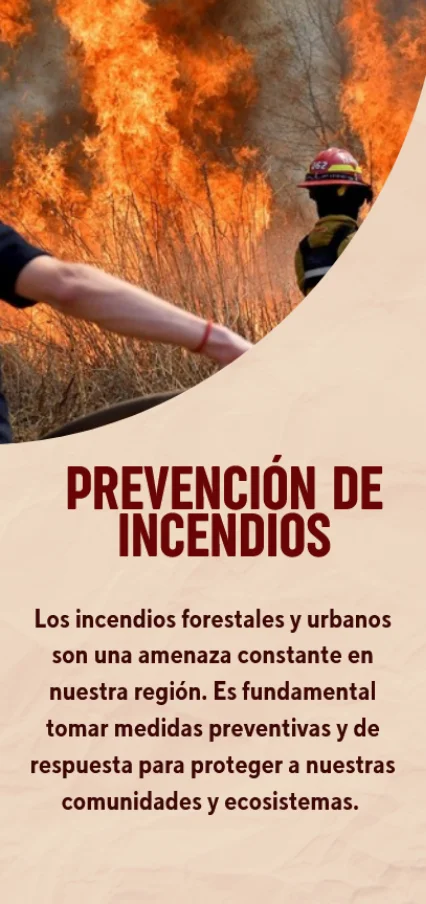 PREVENCIÓN DE
INCENDIOS
Los incendios forestales y urbanos
son una amenaza constante en
nuestra región. Es fundamental
tomar medidas preventivas y de
respuesta para proteger a nuestras
comunidades y ecosistemas.